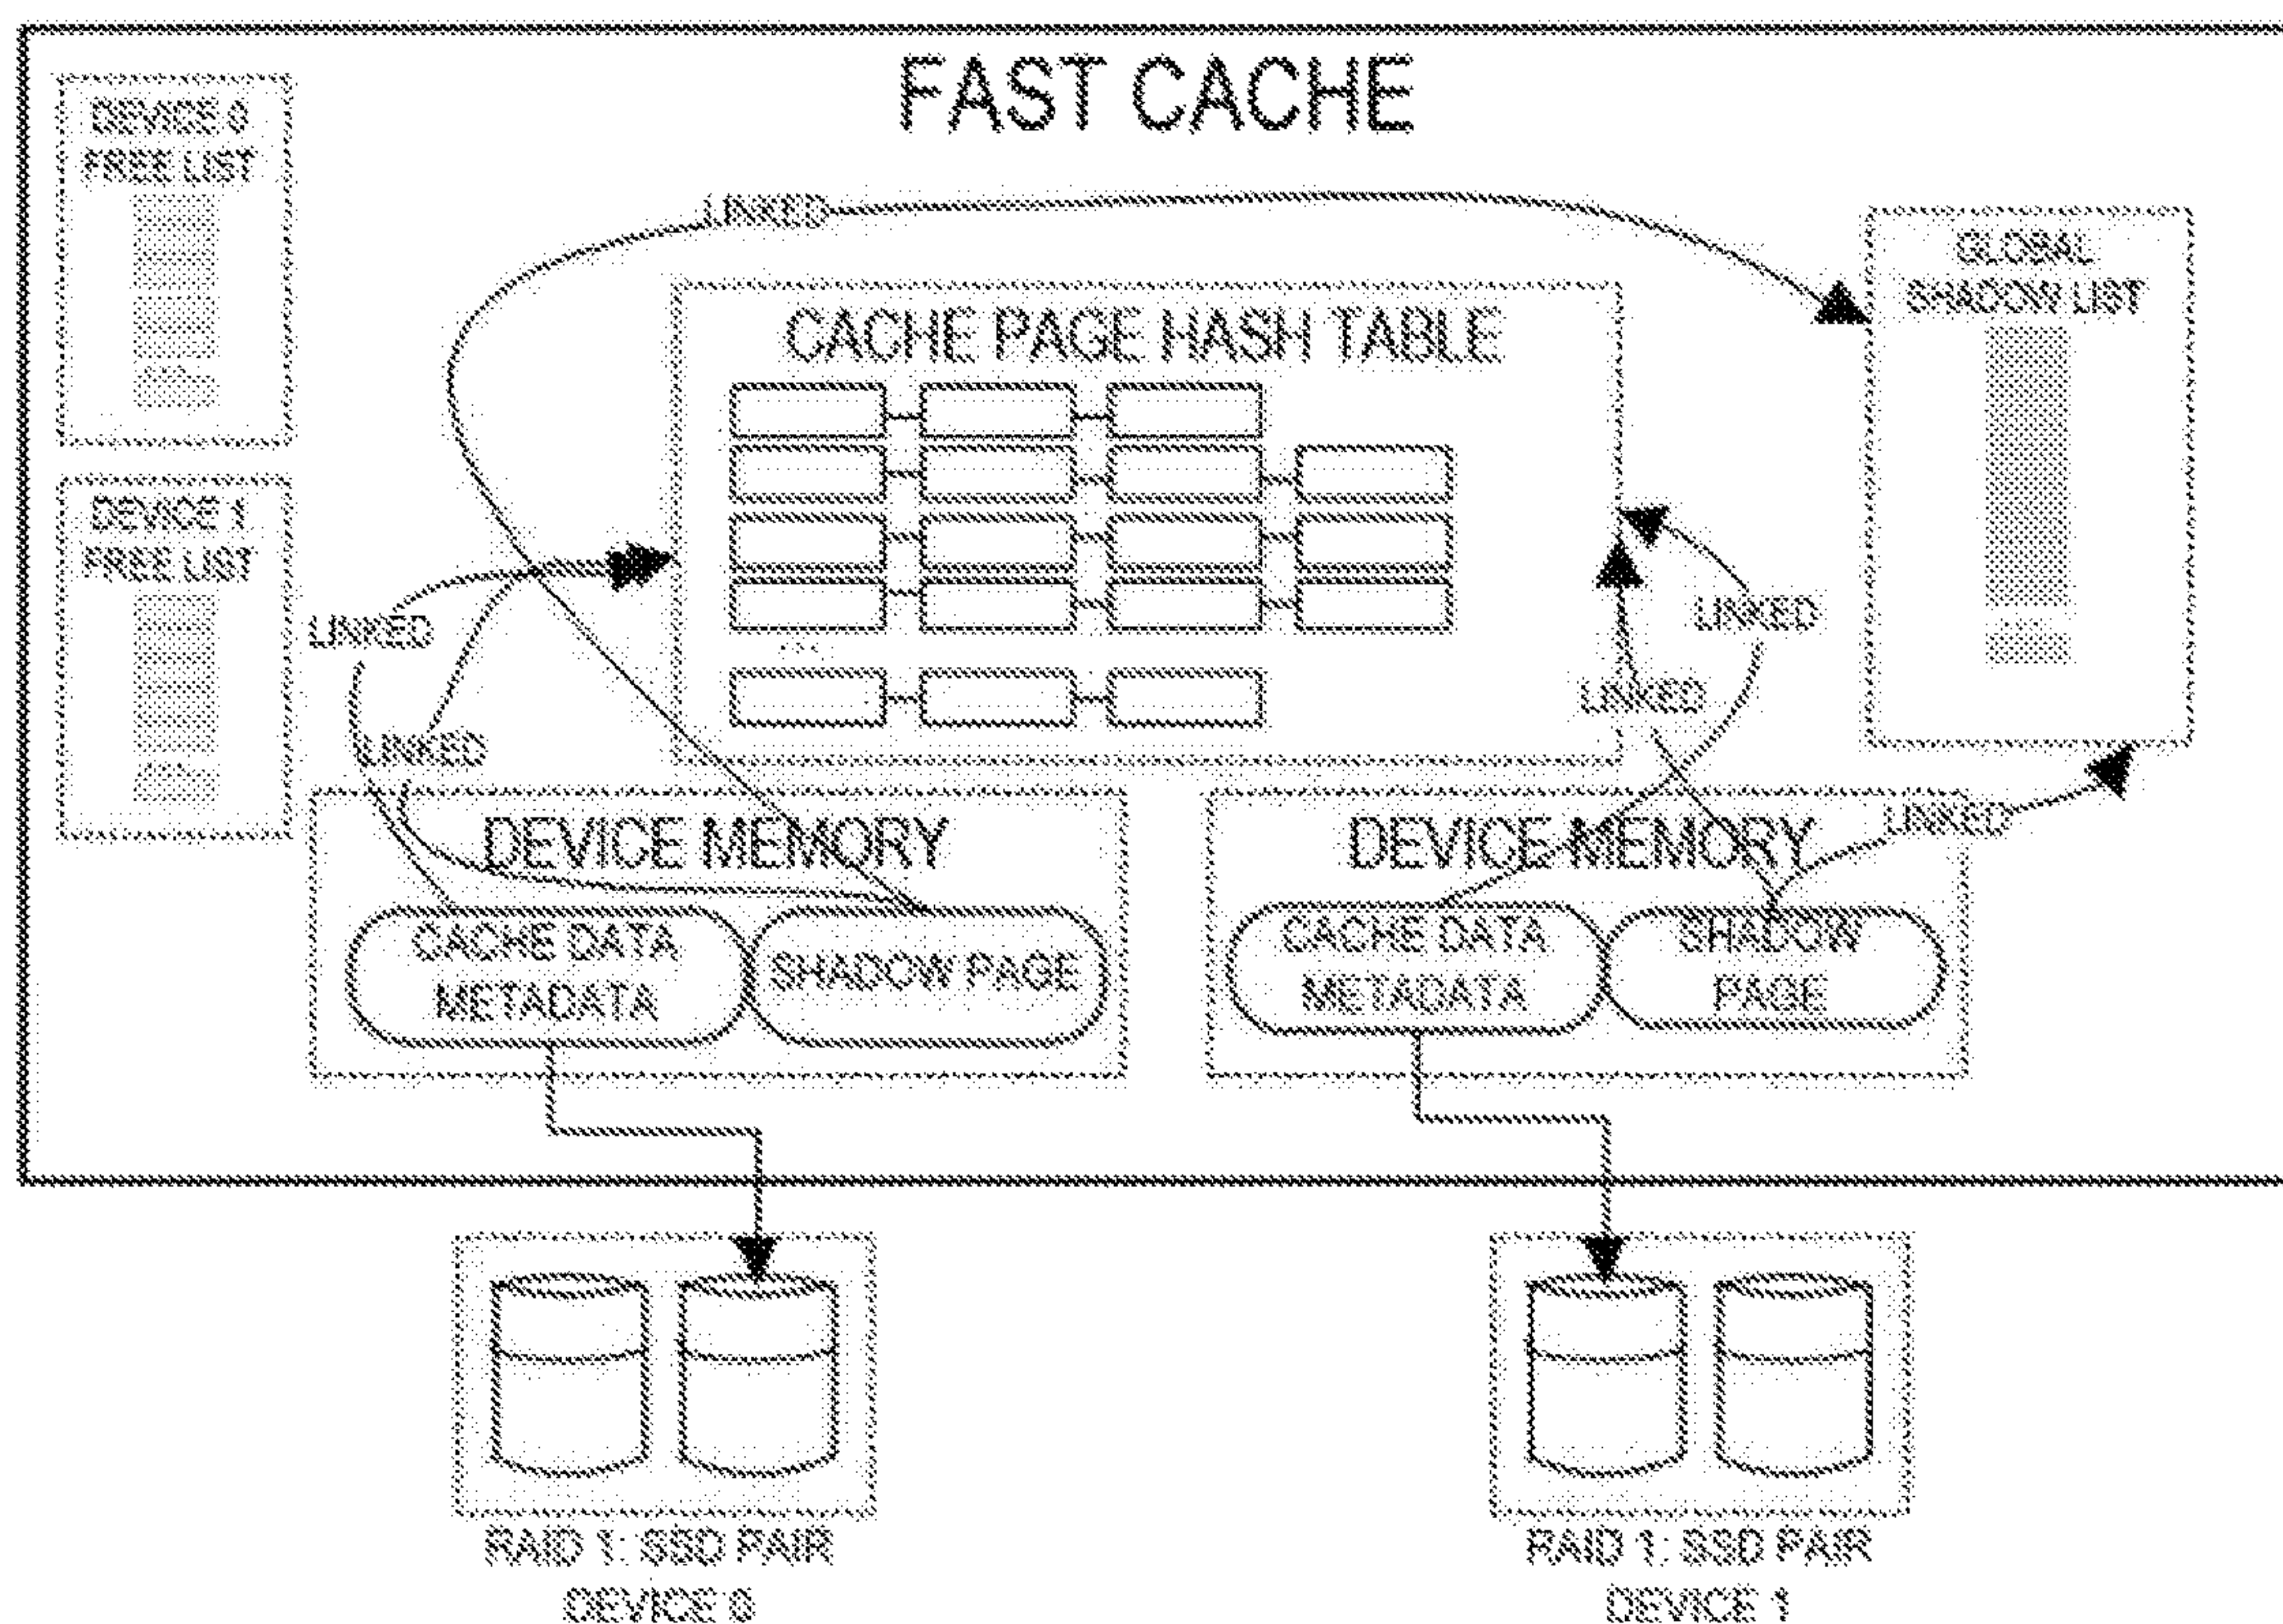 FAST CACHE
DEVICE 0
FREE LIST
LINKED
GLOBAL
SHADOW LIST
CACHE PAGE HASH TABLE
DEVICE 1
FREE LIST
LINKED
LINKED
LINKED
LINKED
DEVICE MEMORY
DEVICE MEMORY
LINKED
CACHE DATA
METADATA
SHADOW PAGE
CACHE DATA
METADATA
SHADOW
PAGE
RAID 1: SSD PAIR
DEVICE 0
RAID 1: SSD PAIR
DEVICE 1